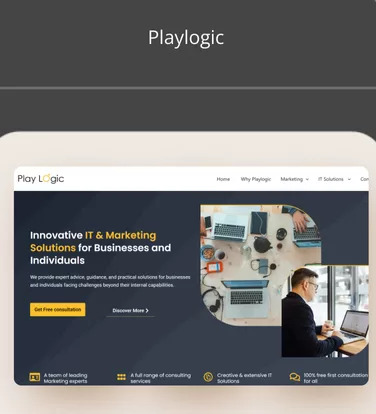 Playlogic
Play Logic
Home Why Playlogic Marketing IT Solutions
Innovative IT & Marketing
Solutions for Businesses and
Individuals
We provide expert advice, guidance, and practical solutions for businesses
and individuals facing challenges beyond their internal capabilities.
Get Free consultation Discover More
A team of leading
Marketing experts
A full range of consulting
services
Creative & extensive IT
Solutions
100% free first consultation
for all